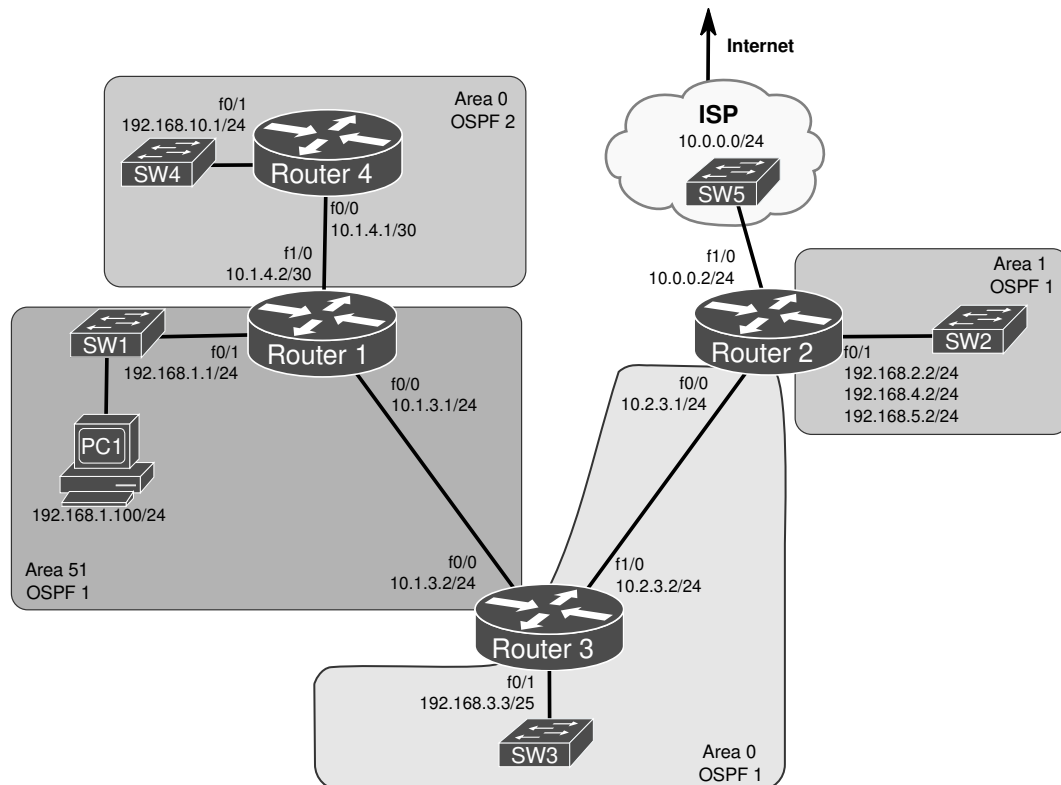 Internet
Area 0
OSPF 2
f0/1
192.168.10.1/24
SW4
Router 4
f0/0
10.1.4.1/30
f1/0
10.1.4.2/30
ISP
10.0.0.0/24
SW5
f1/0
10.0.0.2/24
Area 1
OSPF 1
SW2
Router 2
f0/1
192.168.2.2/24
192.168.4.2/24
192.168.5.2/24
f0/0
10.2.3.1/24
SW1
f0/1
192.168.1.1/24
Router 1
f0/0
10.1.3.1/24
PC1
192.168.1.100/24
Area 51
OSPF 1
f0/0
10.1.3.2/24
f1/0
10.2.3.2/24
Router 3
f0/1
192.168.3.3/25
SW3
Area 0
OSPF 1